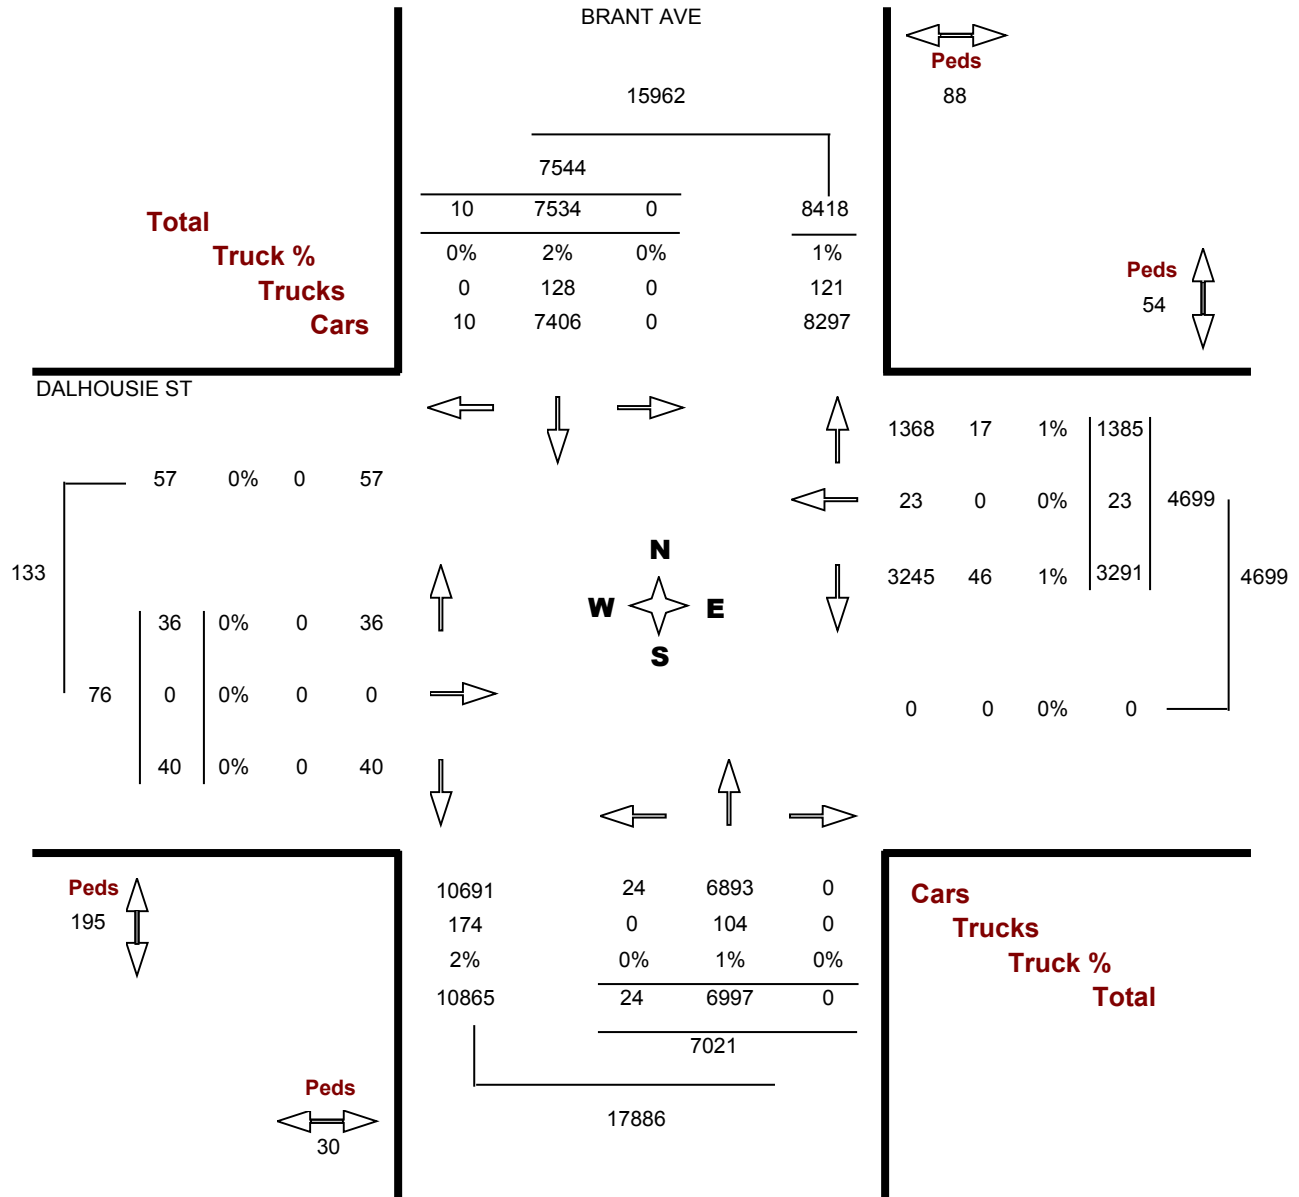 BRANT AVE
Peds
88
15962
7544
Total
10 7534 0 8418
Truck %
0% 2% 0% 1%
Trucks
0 128 0 121
Cars
10 7406 0 8297
Peds
54
DALHOUSIE ST
1368 17 1% 1385
57 0% 0 57
23 0 0% 23 4699
N
133
3245 46 1% 3291 4699
W E
36 0% 0 36
S
76 0 0% 0 0
0 0 0% 0
40 0% 0 40
Peds
195
10691 24 6893 0
Cars
174 0 104 0
Trucks
2% 0% 1% 0%
Truck %
10865 24 6997 0
Total
7021
Peds
30
17886